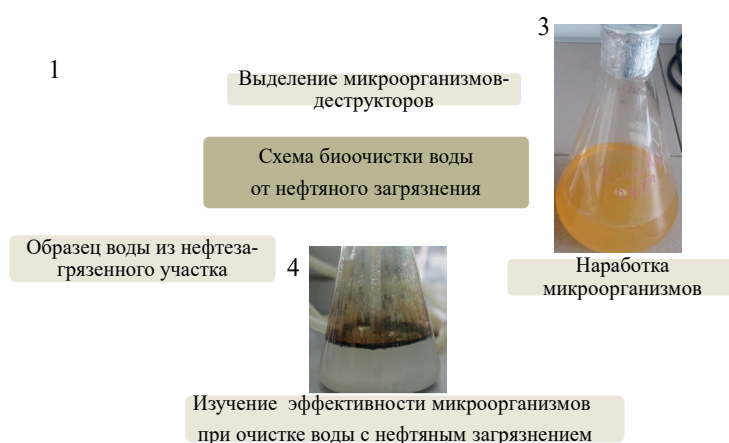 3
1
Выделение микроорганизмов-
деструкторов
Схема биоочистки воды
от нефтяного загрязнения
Образец воды из нефтеза-
грязенного участка
4
Наработка
микроорганизмов
Изучение эффективности микроорганизмов
при очистке воды с нефтяным загрязнением